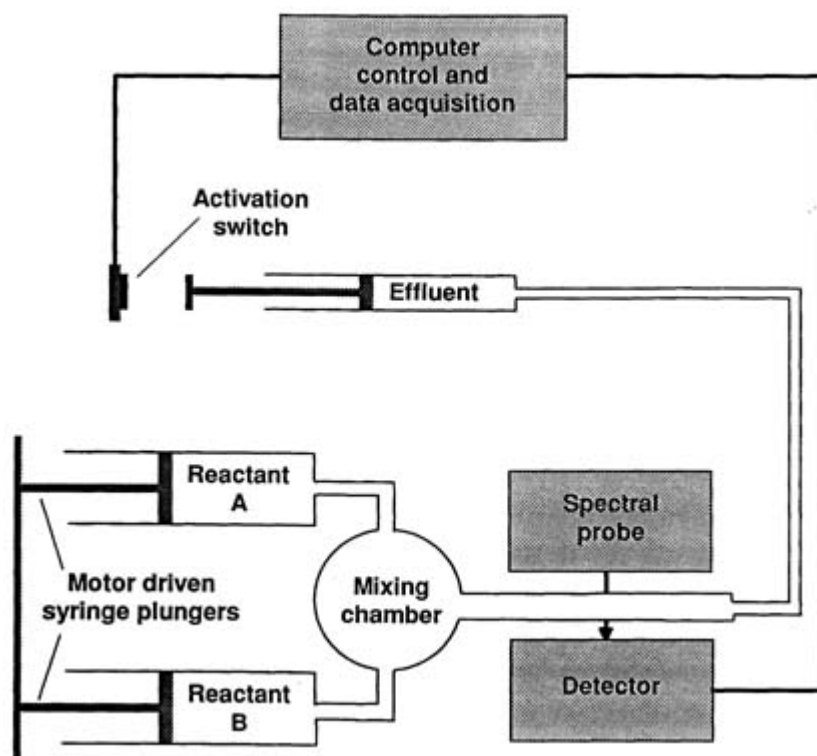 Computer
control and
data acquisition
Activation
switch
Effluent
Reactant
A
Spectral
probe
Motor driven
syringe plungers
Mixing
chamber
Reactant
B
Detector